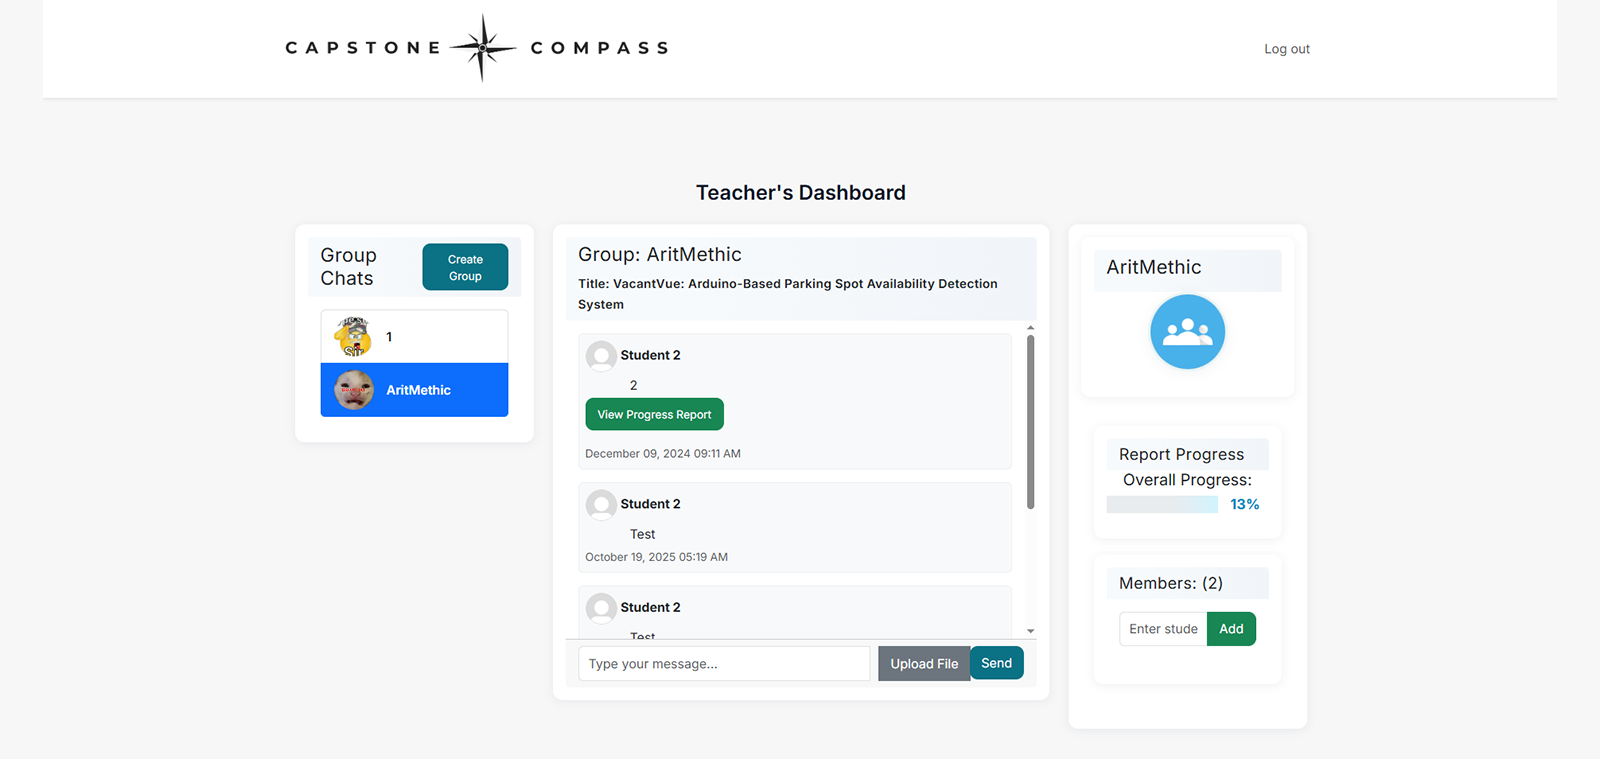 CAPSTONE COMPASS
Log out
Teacher's Dashboard
Group
Chats
Create
Group
1
AritMethic
Group: AritMethic
Title: VacantVue: Arduino-Based Parking Spot Availability Detection
System
Student 2
2
View Progress Report
December 09, 2024 09:11 AM
Student 2
Test
October 19, 2025 05:19 AM
Student 2
Test
Type your message...
Upload File
Send
AritMethic
Report Progress
Overall Progress:
13%
Members: (2)
Enter stude
Add